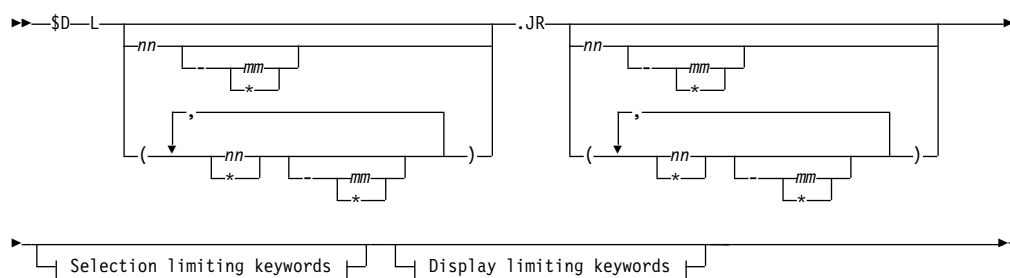 $D L .JR
nn nn
- mm - mm
* *
, ,
( nn ) ( nn )
* - mm * - mm
* *
Selection limiting keywords Display limiting keywords